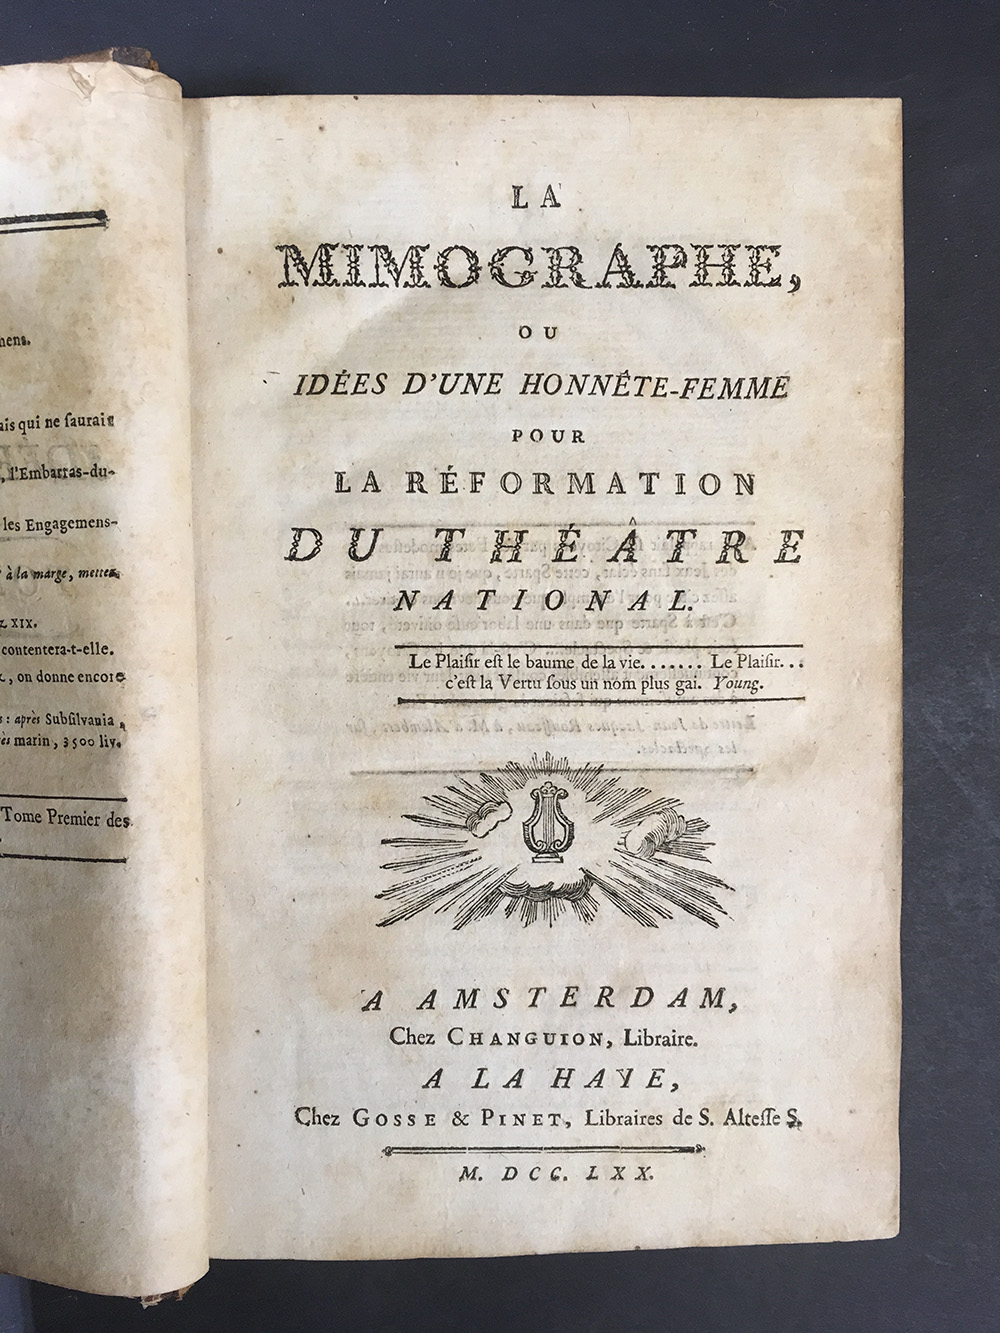 mens.
ais qui ne ſaurait
, l'Embarras-du-
les Engagemens-
à la marge, mettez
XIX.
contentera-t-elle.
, on donne encore
: après Subſilvania,
marin, 3500 liv.
Tome Premier des
LA
MIMOGRAPHE,
OU
IDÉES D'UNE HONNÊTE-FEMME
POUR
LA RÉFORMATION
DU THÉÂTRE
NATIONAL.
Le Plaiſir eſt le baume de la vie....... Le Plaiſir...
c'eſt la Vertu ſous un nom plus gai. Young.
A AMSTERDAM,
Chez CHANGUION, Libraire.
A LA HAYE,
Chez GOSSE & PINET, Libraires de S. Alteſſe S.
M. DCC. LXX.